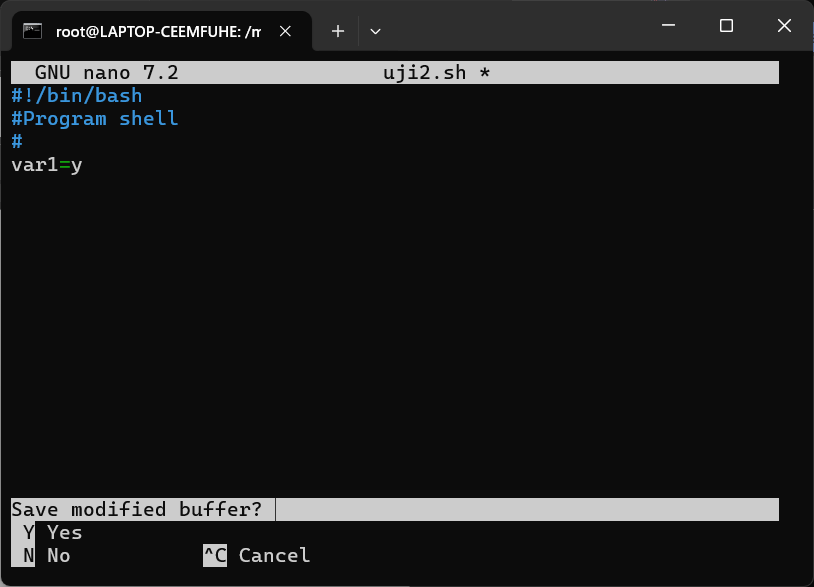 root@LAPTOP-CEEMFUHE: /m
GNU nano 7.2 uji2.sh *
#!/bin/bash
#Program shell
#
var1=y
Save modified buffer?
Y Yes
N No ^C Cancel